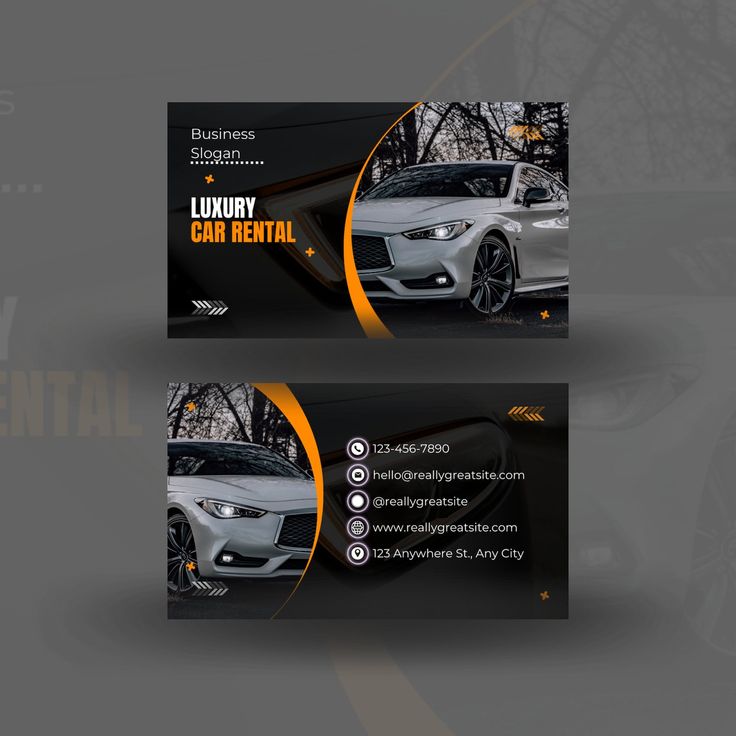 Business
Slogan
LUXURY
CAR RENTAL
123-456-7890
hello@reallygreatsite.com
@reallygreatsite
www.reallygreatsite.com
123 Anywhere St., Any City
S
Y
ENTAL